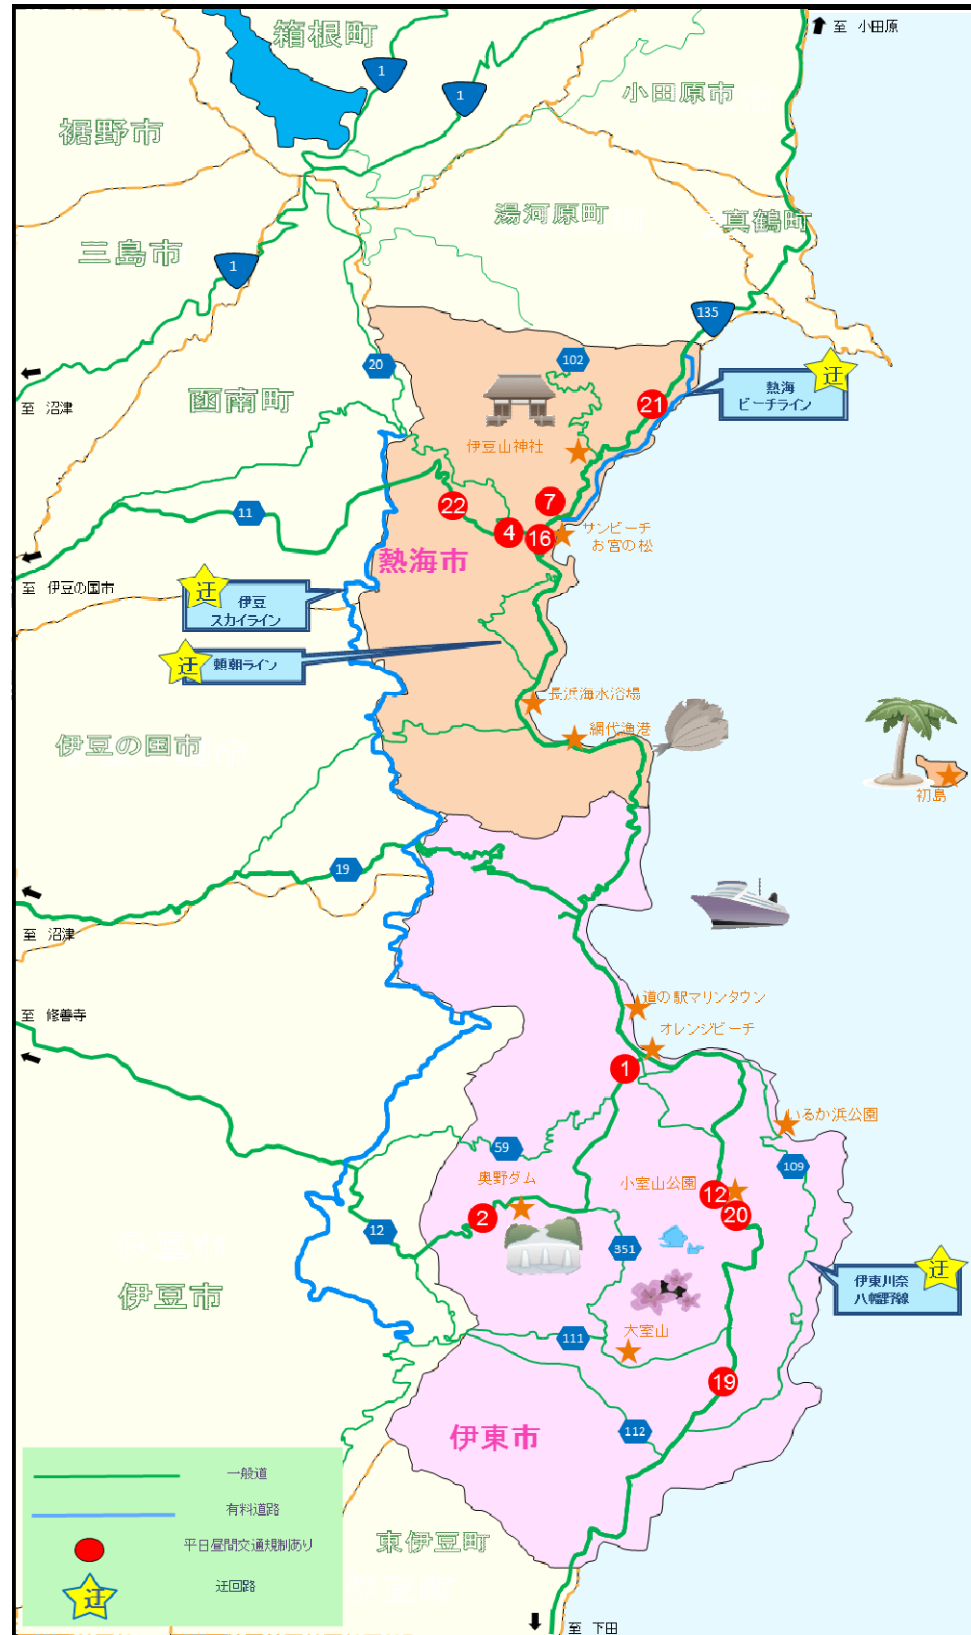 至 小田原
箱根町
1
1
小田原市
裾野市
湯河原町
真鶴町
三島市
1
135
20
102
熱海
ビーチライン
迂
函南町
21
至 沼津
伊豆山神社
22
7
11
4
16
サンビーチ
お宮の松
熱海市
至 伊豆の国市
迂
伊豆
スカイライン
迂
頼朝ライン
長浜海水浴場
網代漁港
伊豆の国市
初島
19
至 沼津
道の駅マリンタウン
オレンジビーチ
至 修善寺
1
いるか浜公園
59
109
奥野ダム
小室山公園
12
2
20
12
351
迂
伊東川奈
八幡野線
伊豆市
大室山
111
19
112
伊東市
一般道
有料道路
平日昼間交通規制あり
迂
迂回路
東伊豆町
至 下田